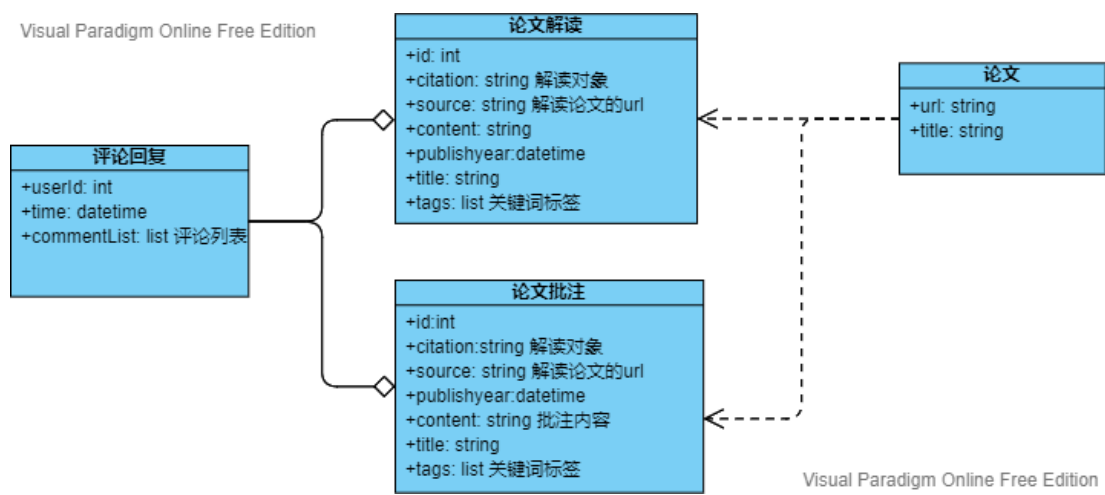 Visual Paradigm Online Free Edition
论文解读
+id: int
+citation: string 解读对象
+source: string 解读论文的url
+content: string
+publishyear:datetime
+title: string
+tags: list 关键词标签
论文
+url: string
+title: string
评论回复
+userId: int
+time: datetime
+commentList: list 评论列表
论文批注
+id:int
+citation:string 解读对象
+source: string 解读论文的url
+publishyear:datetime
+content: string 批注内容
+title: string
+tags: list 关键词标签
Visual Paradigm Online Free Edition